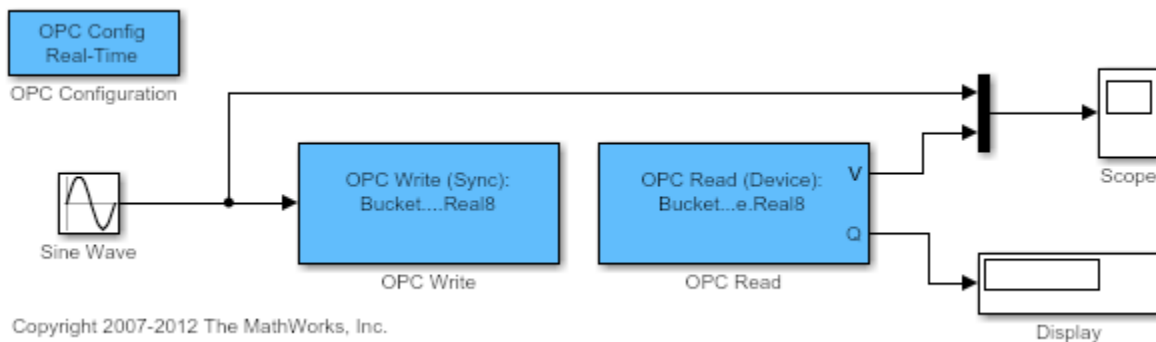 OPC Config
Real-Time
OPC Configuration
Sine Wave
OPC Write (Sync):
Bucket....Real8
OPC Write
OPC Read (Device):
Bucket...e.Real8
V
Q
OPC Read
Scope
Display
Copyright 2007-2012 The MathWorks, Inc.